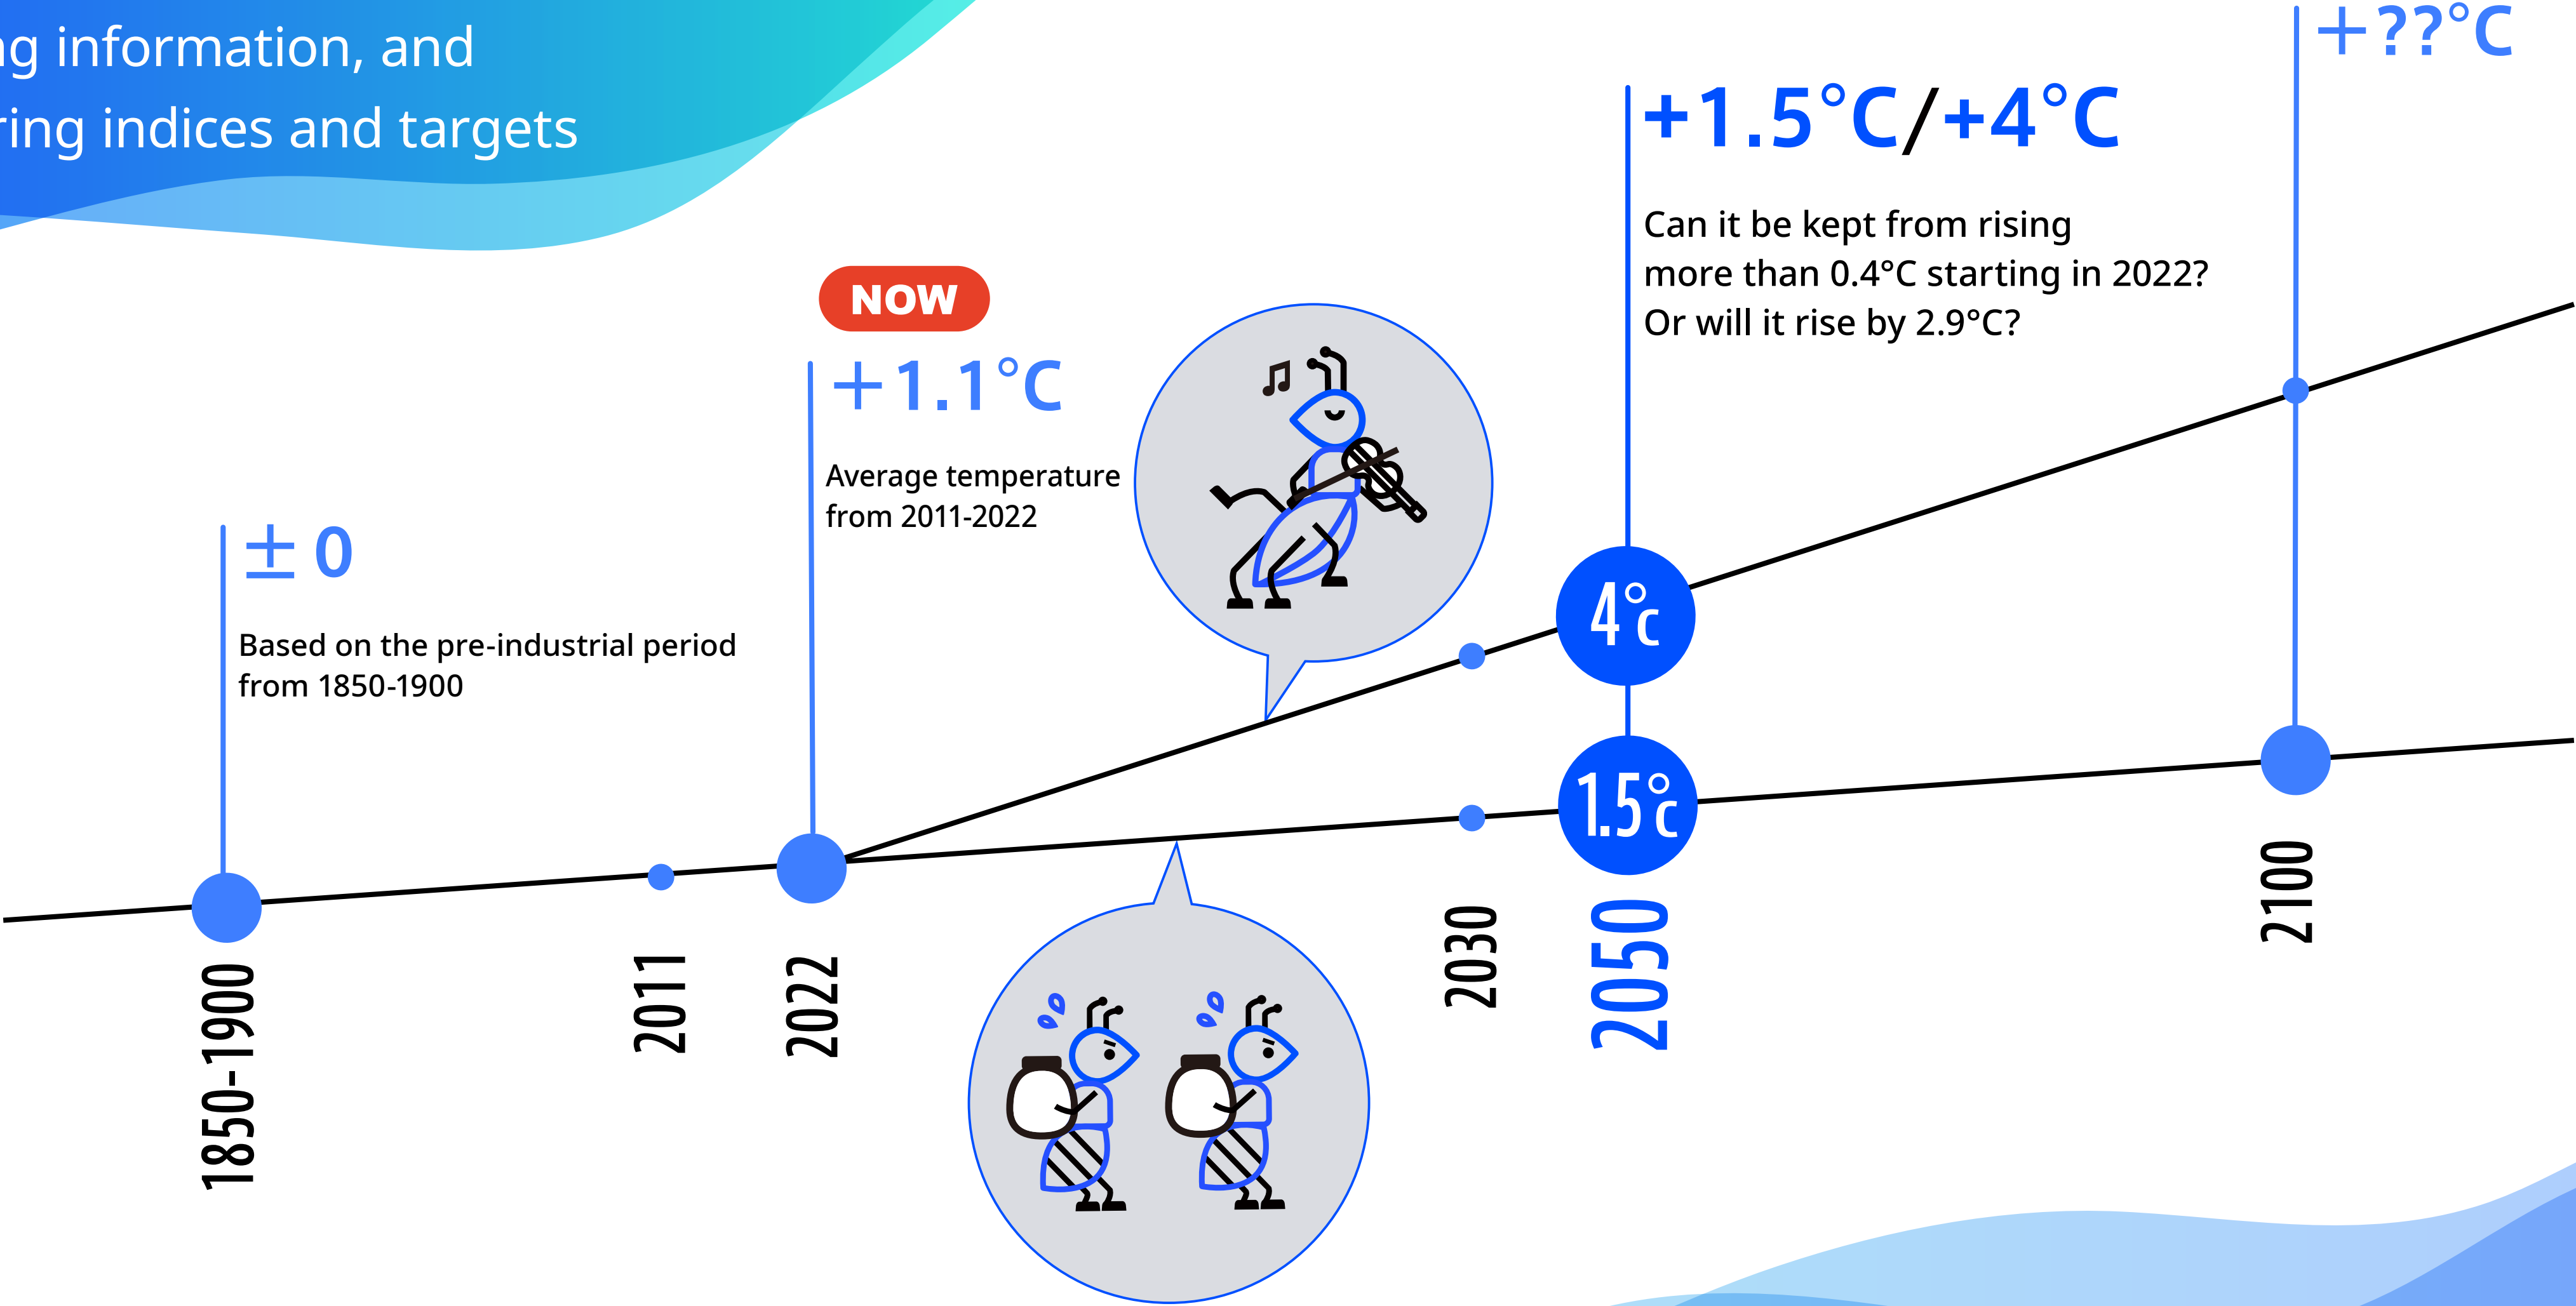 ng information, and
ring indices and targets
+??°C
+1.5°C/+4°C
Can it be kept from rising
more than 0.4°C starting in 2022?
Or will it rise by 2.9°C?
NOW
+1.1°C
Average temperature
from 2011-2022
±0
Based on the pre-industrial period
from 1850-1900
4°c
1.5°c
1850-1900
2011
2022
2030
2050
2100